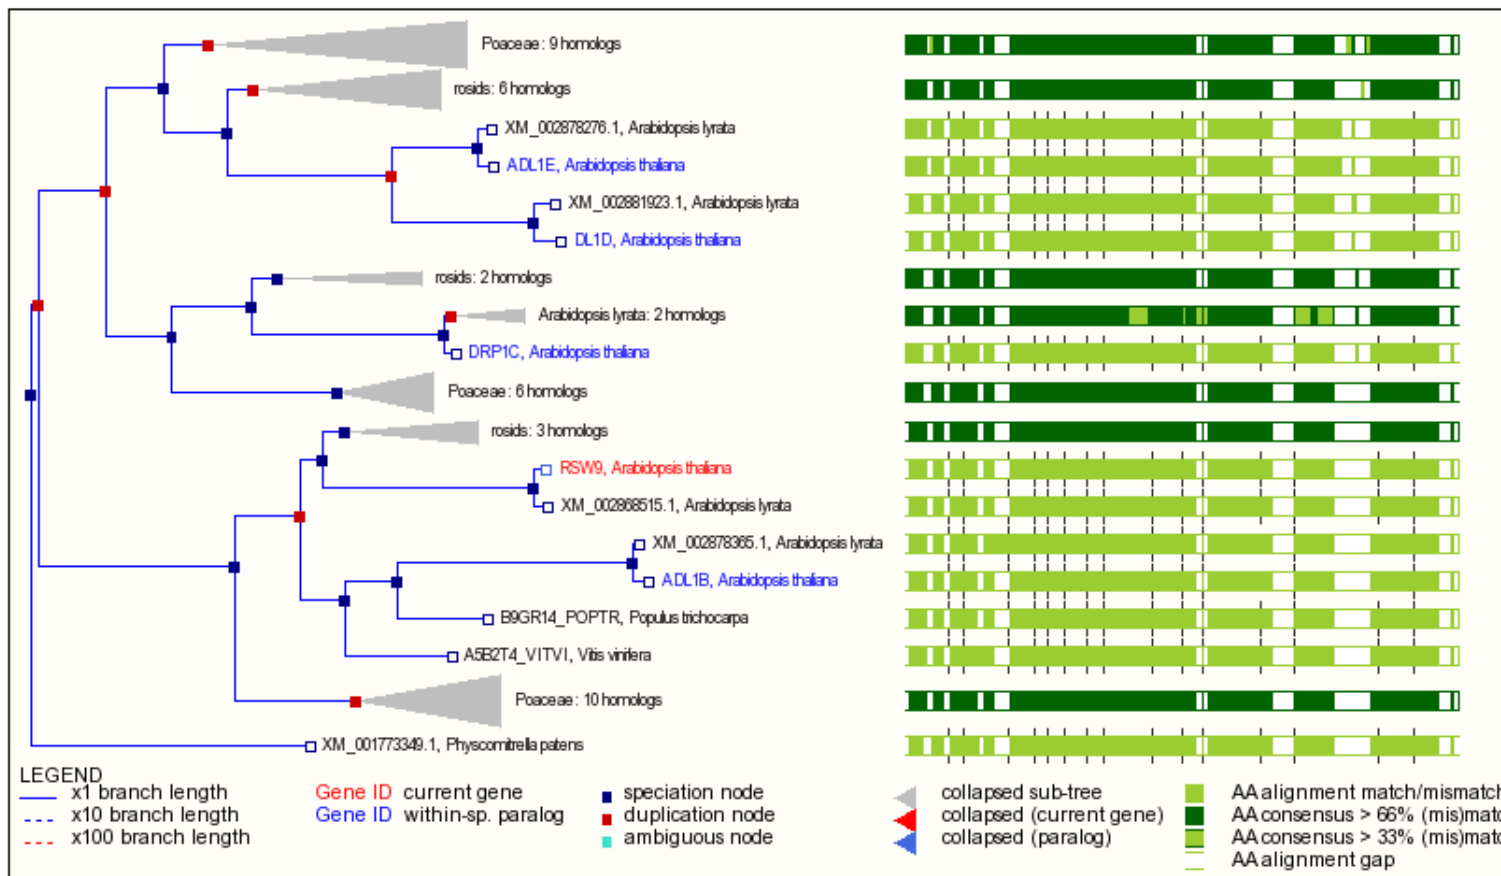 Poaceae: 9 homologs
rosids: 6 homologs
XM_002878276.1, Arabidopsis lyrata
ADL1E, Arabidopsis thaliana
XM_002881923.1, Arabidopsis lyrata
DL1D, Arabidopsis thaliana
rosids: 2 homologs
Arabidopsis lyrata: 2 homologs
DRP1C, Arabidopsis thaliana
Poaceae: 6 homologs
rosids: 3 homologs
RSW9, Arabidopsis thaliana
XM_002868515.1, Arabidopsis lyrata
XM_002878365.1, Arabidopsis lyrata
ADL1B, Arabidopsis thaliana
B9GR14_POPTR, Populus trichocarpa
A5B2T4_VITVI, Vitis vinifera
Poaceae: 10 homologs
XM_001773349.1, Physcomitrella patens
LEGEND
x1 branch length
x10 branch length
x100 branch length
Gene ID current gene
Gene ID within-sp. paralog
speciation node
duplication node
ambiguous node
collapsed sub-tree
collapsed (current gene)
collapsed (paralog)
AA alignment match/mismatch
AA consensus > 66% (mis)matc
AA consensus > 33% (mis)matc
AA alignment gap